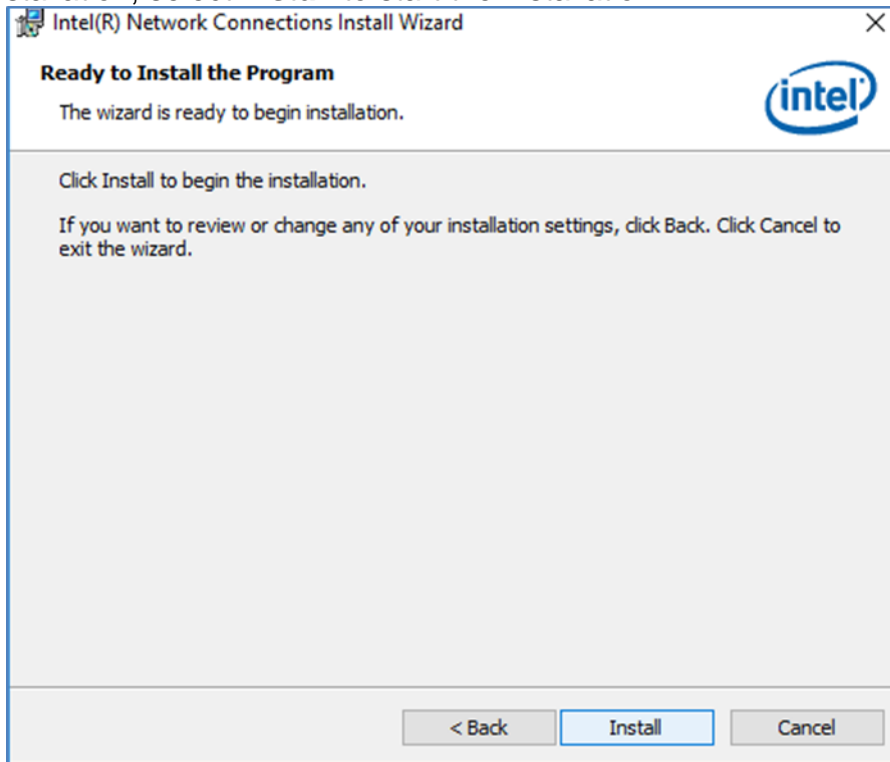 Intel(R) Network Connections Install Wizard
Ready to Install the Program
The wizard is ready to begin installation.
intel
Click Install to begin the installation.
If you want to review or change any of your installation settings, click Back. Click Cancel to
exit the wizard.
< Back
Install
Cancel